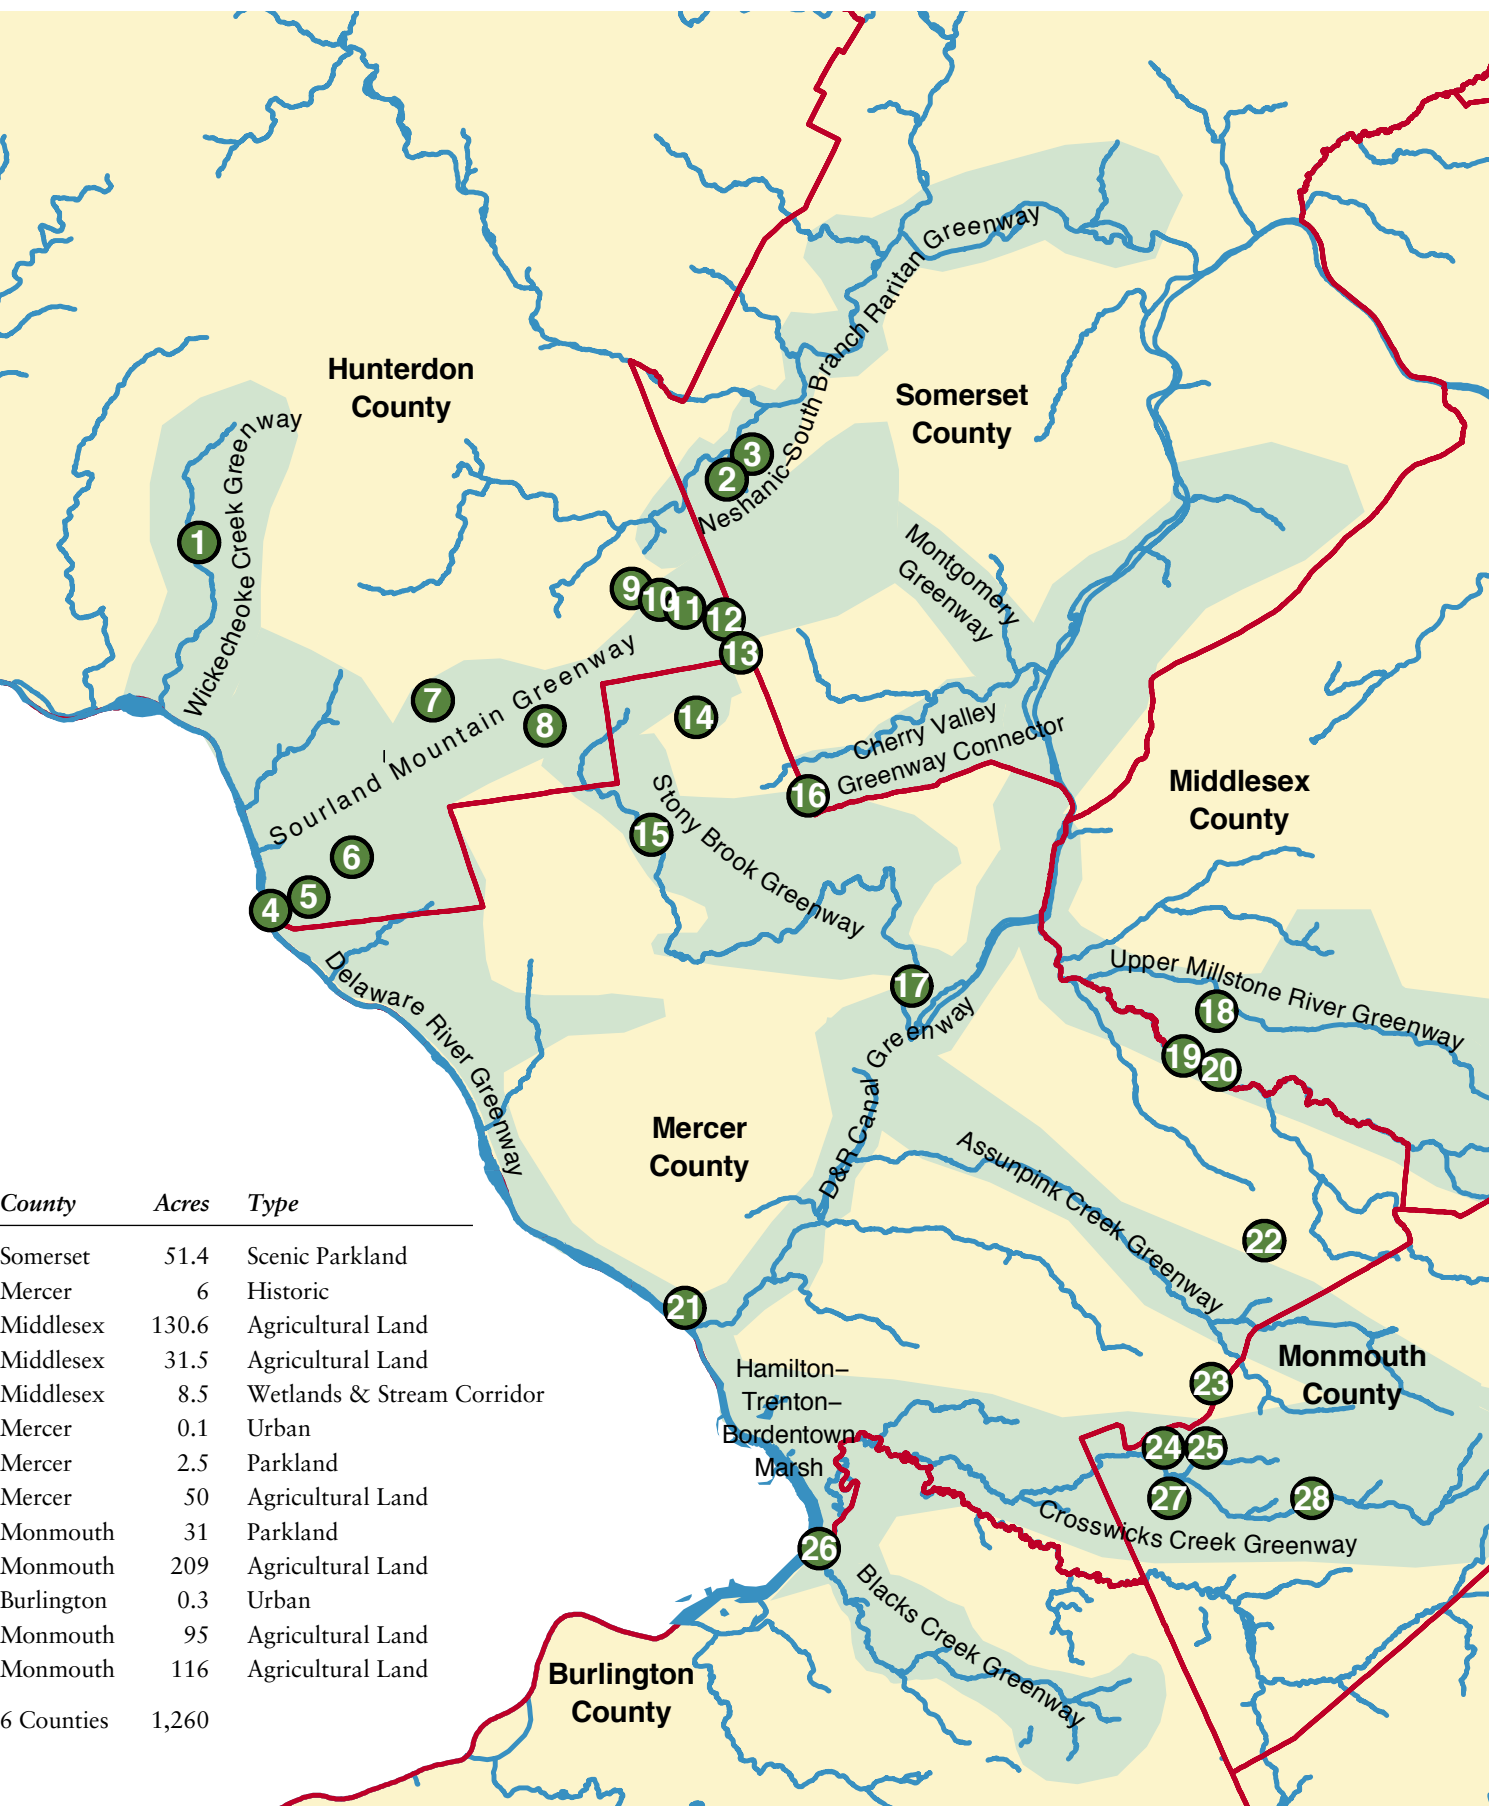 Neshanic-South Branch Raritan Greenway
Hunterdon
County
Somerset
County
Wickecheoke Creek Greenway
3
2
1
Montgomery
Greenway
9
10
11
12
13
Sourland Mountain Greenway
7
8
14
Cherry Valley
Greenway Connector
16
Middlesex
County
Stony Brook Greenway
15
6
5
4
Delaware River Greenway
Upper Millstone River Greenway
17
18
D&R Canal Greenway
19
20
Mercer
County
Assunpink Creek Greenway
22
21
Monmouth
County
Hamilton–
Trenton–
Bordentown
Marsh
23
24
25
27
28
Crosswicks Creek Greenway
26
Blacks Creek Greenway
Burlington
County
County Acres Type
Somerset 51.4 Scenic Parkland
Mercer 6 Historic
Middlesex 130.6 Agricultural Land
Middlesex 31.5 Agricultural Land
Middlesex 8.5 Wetlands & Stream Corridor
Mercer 0.1 Urban
Mercer 2.5 Parkland
Mercer 50 Agricultural Land
Monmouth 31 Parkland
Monmouth 209 Agricultural Land
Burlington 0.3 Urban
Monmouth 95 Agricultural Land
Monmouth 116 Agricultural Land
6 Counties 1,260